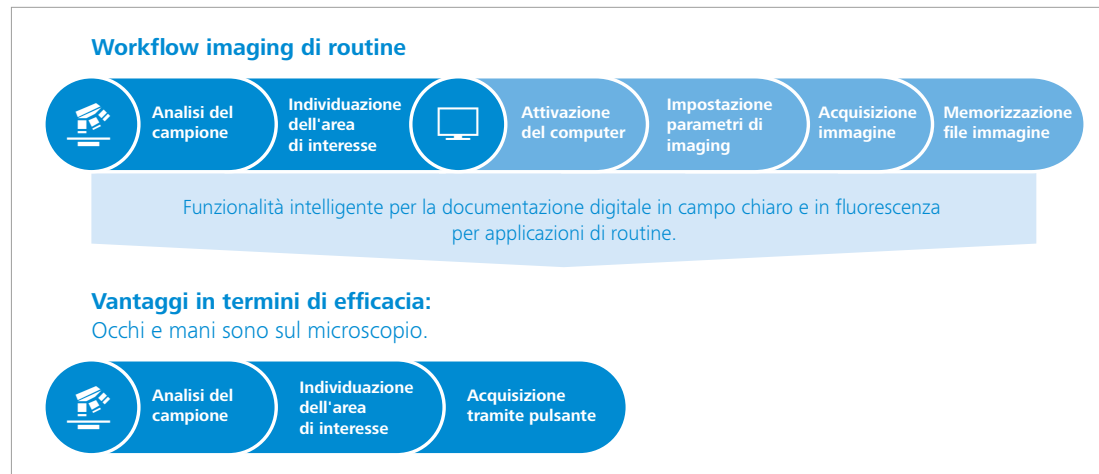 Workflow imaging di routine
Analisi del
campione
Individuazione
dell'area
di interesse
Attivazione
del computer
Impostazione
parametri di
imaging
Acquisizione
immagine
Memorizzazione
file immagine
Funzionalità intelligente per la documentazione digitale in campo chiaro e in fluorescenza
per applicazioni di routine.
Vantaggi in termini di efficacia:
Occhi e mani sono sul microscopio.
Analisi del
campione
Individuazione
dell'area
di interesse
Acquisizione
tramite pulsante